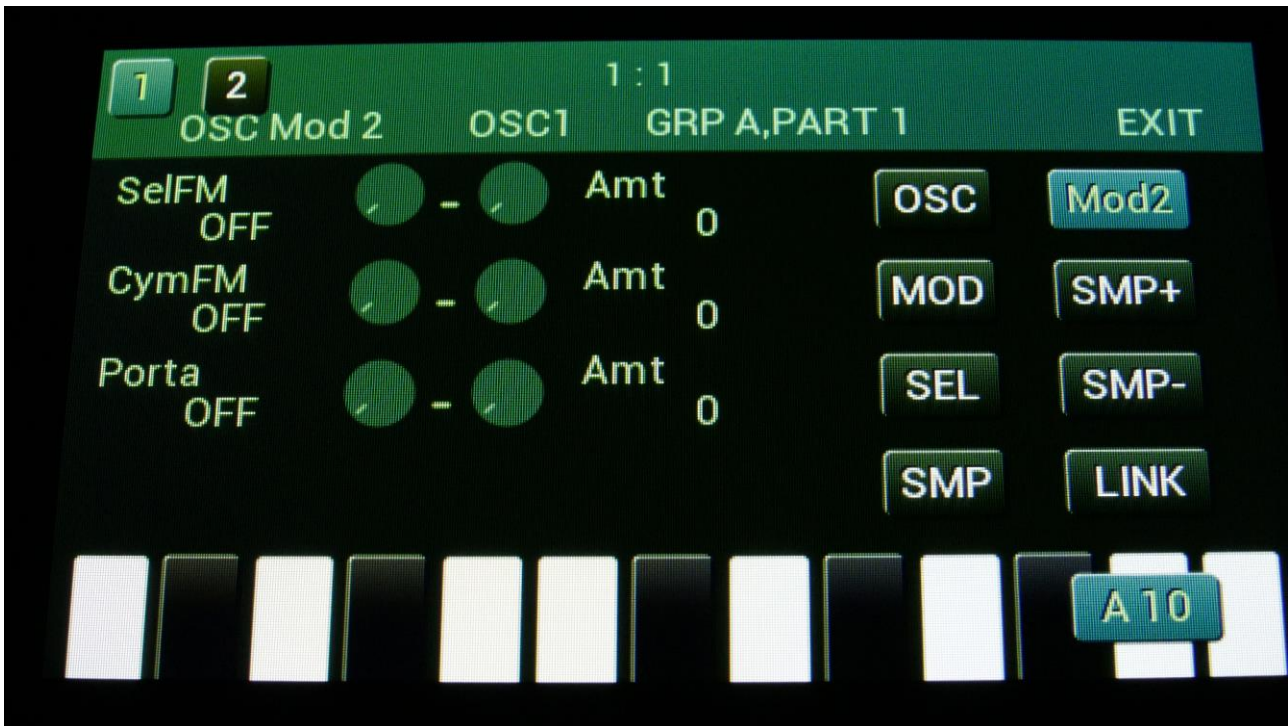 1 2 1 : 1
OSC Mod 2 OSC1 GRP A,PART 1 EXIT
SelFM Amt OSC Mod2
OFF 0
CymFM Amt MOD SMP+
OFF 0
Porta Amt SEL SMP-
OFF 0
SMP LINK
A 10